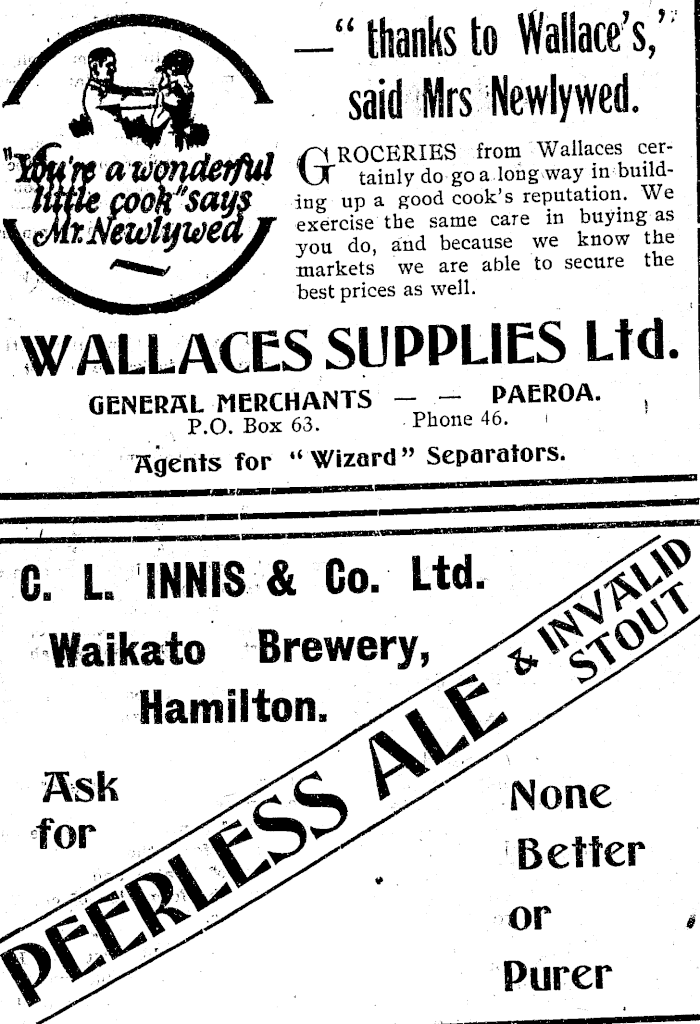 "You're a wonderful
little cook" says
Mr. Newlywed
—“ thanks to Wallace's,”
said Mrs Newlywed.
GROCERIES from Wallaces cer-
tainly do go a long way in build-
ing up a good cook's reputation. We
exercise the same care in buying as
you do, and because we know the
markets we are able to secure the
best prices as well.
WALLACES SUPPLIES Ltd.
GENERAL MERCHANTS — — PAEROA.
P.O. Box 63. Phone 46.
Agents for “Wizard” Separators.
C. L. INNIS & Co. Ltd.
Waikato Brewery,
Hamilton.
Ask
for
PEERLESS ALE & INVALID
STOUT
None
Better
or
Purer